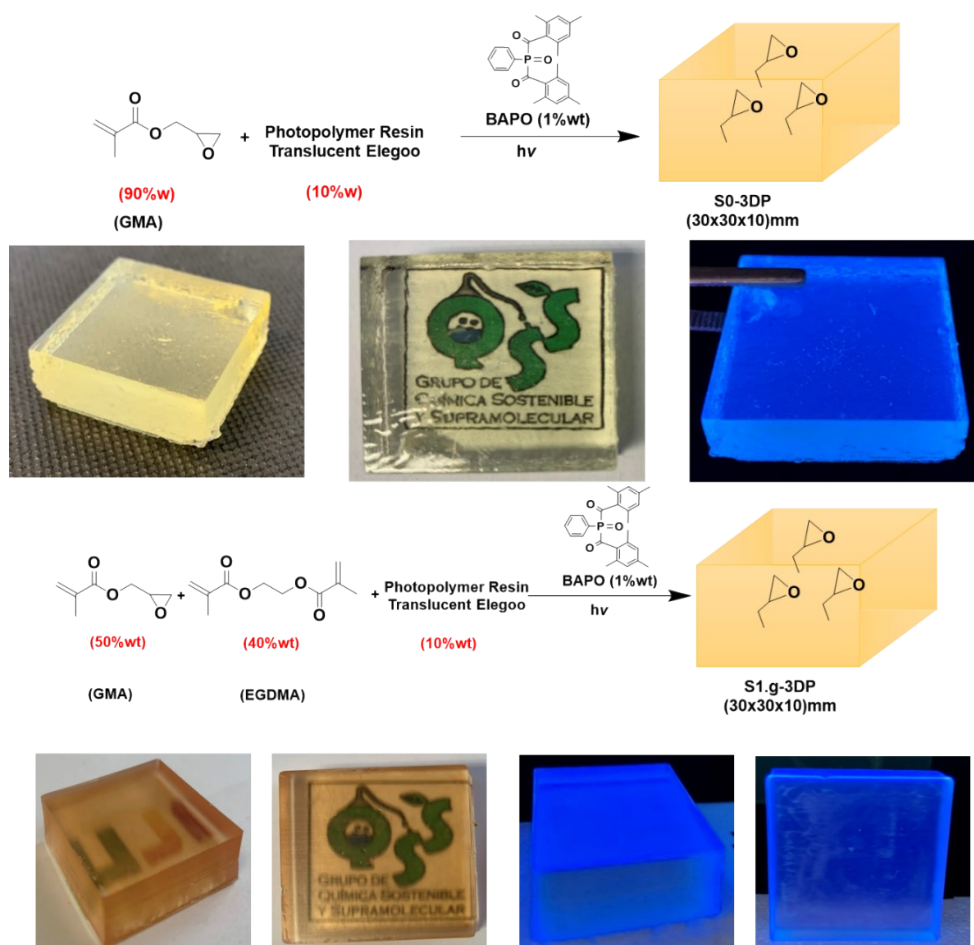 O
O
O
(90%w)
(GMA)
+
Photopolymer Resin
Translucent Elegoo
(10%w)
O
P
O
O
BAPO (1%wt)
hv
O
O
O
S0-3DP
(30x30x10)mm
GRUPO DE
QUÍMICA SOSTENIBLE
Y SUPRAMOLECULAR
O
O
O
(50%wt)
(GMA)
+
O
O
O
O
(40%wt)
(EGDMA)
+
Photopolymer Resin
Translucent Elegoo
(10%wt)
O
P
O
O
BAPO (1%wt)
hv
O
O
O
S1.g-3DP
(30x30x10)mm
GRUPO DE
QUÍMICA SOSTENIBLE
Y SUPRAMOLECULAR